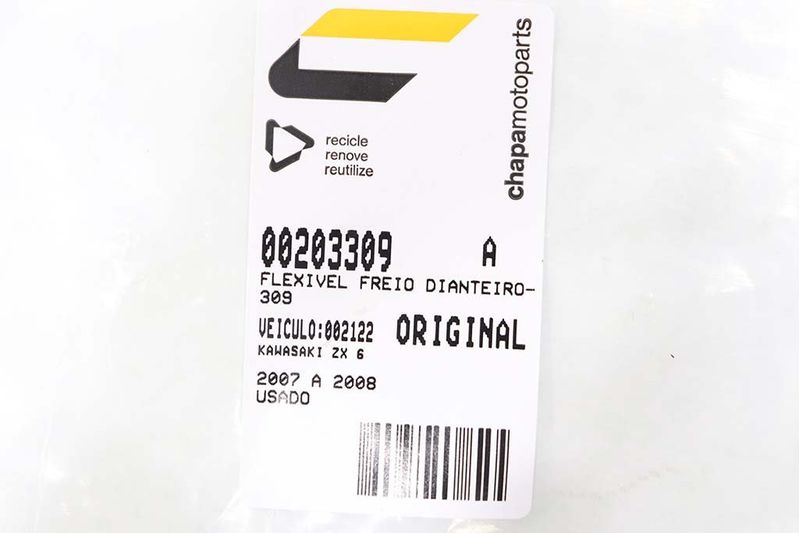 chapamotoparts
recicle
renove
reutilize
00203309 A
FLEXIVEL FREIO DIANTEIRO-
309
VEICULO:002122 ORIGINAL
KAWASAKI ZX 6
2007 A 2008
USADO